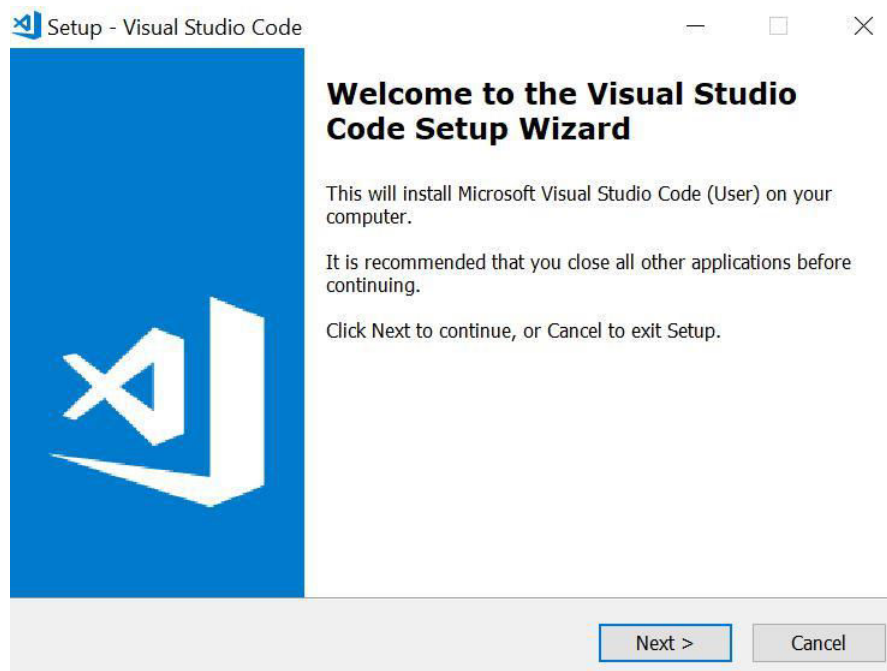 Setup - Visual Studio Code
Welcome to the Visual Studio
Code Setup Wizard
This will install Microsoft Visual Studio Code (User) on your
computer.
It is recommended that you close all other applications before
continuing.
Click Next to continue, or Cancel to exit Setup.
Next >
Cancel